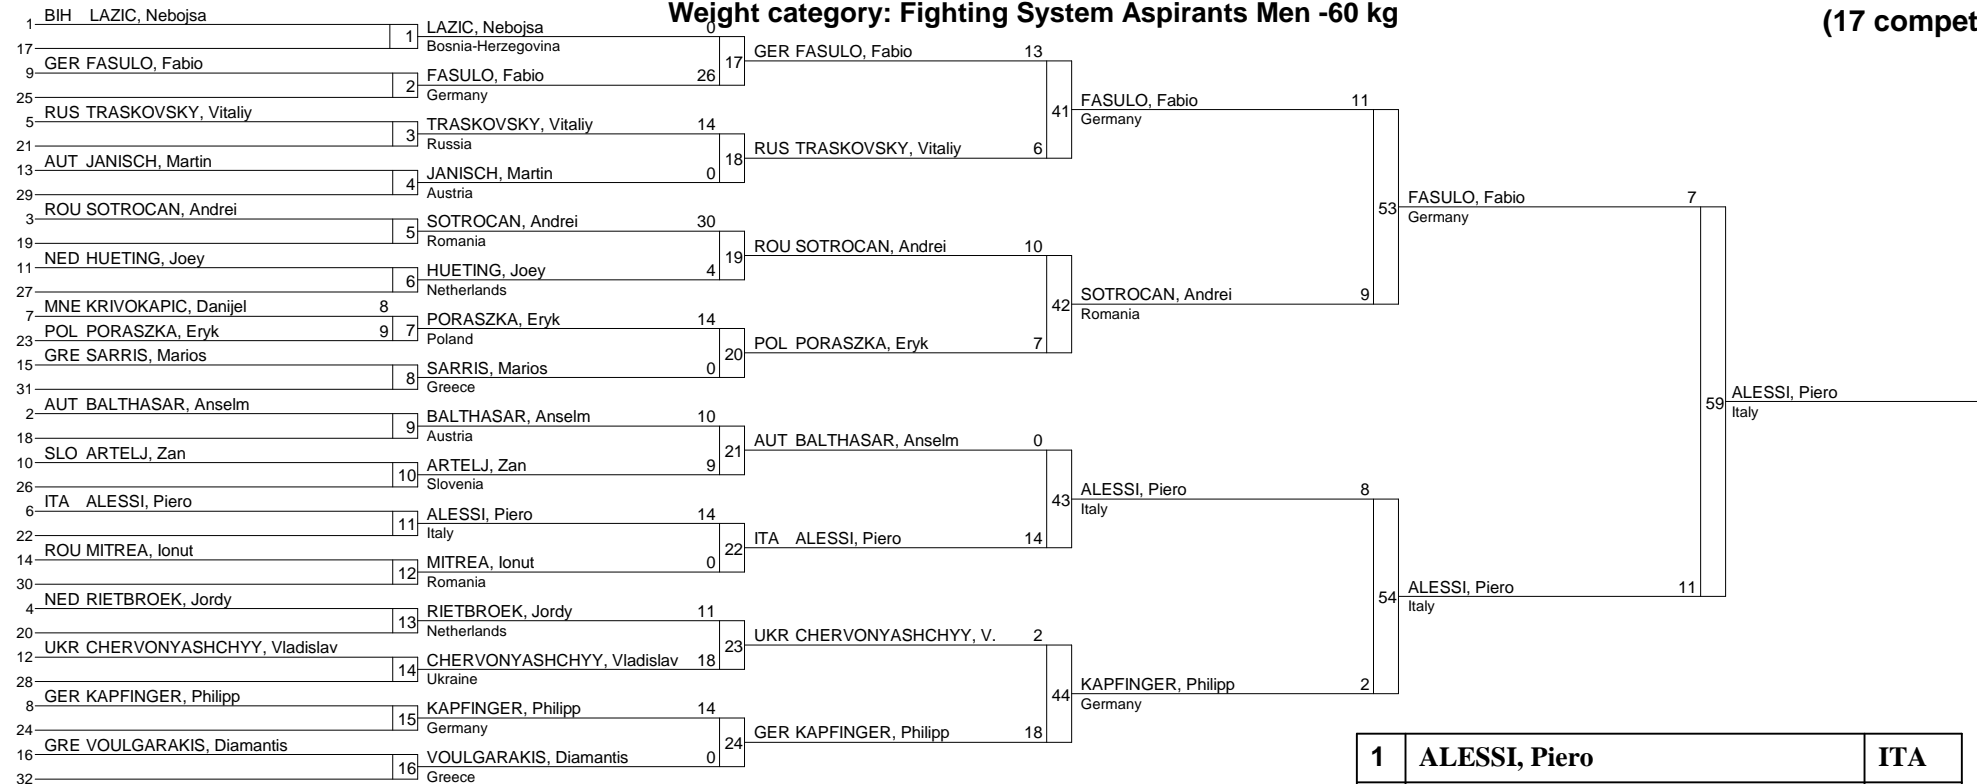 Weight category: Fighting System Aspirants Men -60 kg
(17 compet
1 BIH LAZIC, Nebojsa
17
9 GER FASULO, Fabio
25
5 RUS TRASKOVSKY, Vitaliy
21
13 AUT JANISCH, Martin
29
3 ROU SOTROCAN, Andrei
19
11 NED HUETING, Joey
27
7 MNE KRIVOKAPIC, Danijel 8
23 POL PORASZKA, Eryk 9
15 GRE SARRIS, Marios
31
2 AUT BALTHASAR, Anselm
18
10 SLO ARTELJ, Zan
26
6 ITA ALESSI, Piero
22
14 ROU MITREA, Ionut
30
4 NED RIETBROEK, Jordy
20
12 UKR CHERVONYASHCHYY, Vladislav
28
8 GER KAPFINGER, Philipp
24
16 GRE VOULGARAKIS, Diamantis
32
1 LAZIC, Nebojsa 0
Bosnia-Herzegovina
2 FASULO, Fabio 26
Germany
3 TRASKOVSKY, Vitaliy 14
Russia
4 JANISCH, Martin 0
Austria
5 SOTROCAN, Andrei 30
Romania
6 HUETING, Joey 4
Netherlands
7 PORASZKA, Eryk 14
Poland
8 SARRIS, Marios 0
Greece
9 BALTHASAR, Anselm 10
Austria
10 ARTELJ, Zan 9
Slovenia
11 ALESSI, Piero 14
Italy
12 MITREA, Ionut 0
Romania
13 RIETBROEK, Jordy 11
Netherlands
14 CHERVONYASHCHYY, Vladislav 18
Ukraine
15 KAPFINGER, Philipp 14
Germany
16 VOULGARAKIS, Diamantis 0
Greece
17 GER FASULO, Fabio 13
18 RUS TRASKOVSKY, Vitaliy 6
19 ROU SOTROCAN, Andrei 10
20 POL PORASZKA, Eryk 7
21 AUT BALTHASAR, Anselm 0
22 ITA ALESSI, Piero 14
23 UKR CHERVONYASHCHYY, V. 2
24 GER KAPFINGER, Philipp 18
41 FASULO, Fabio 11
Germany
42 SOTROCAN, Andrei 9
Romania
43 ALESSI, Piero 8
Italy
44 KAPFINGER, Philipp 2
Germany
53 FASULO, Fabio 7
Germany
54 ALESSI, Piero 11
Italy
59 ALESSI, Piero
Italy
1 ALESSI, Piero ITA